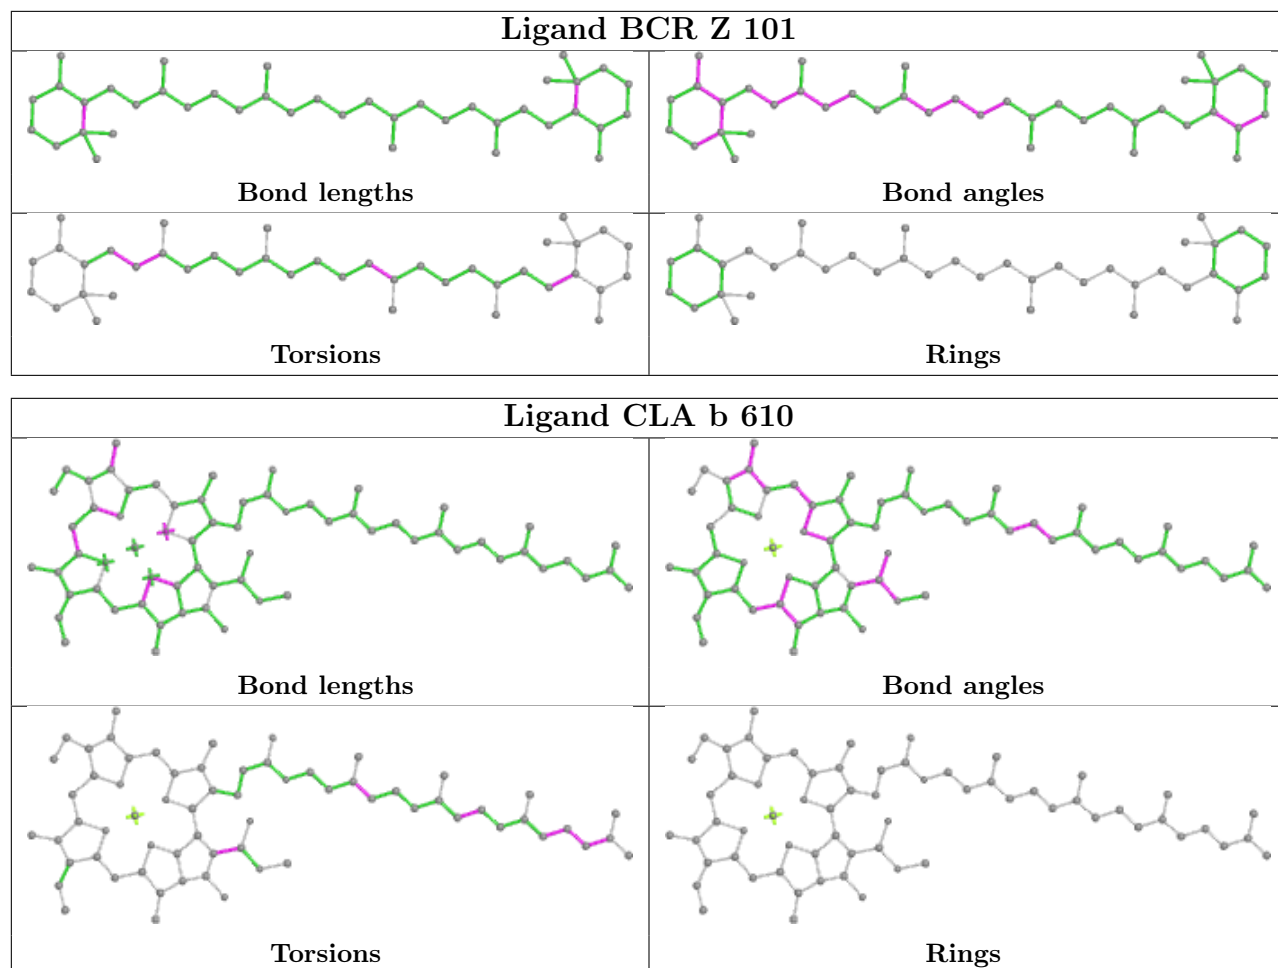 Ligand BCR Z 101
Bond lengths
Bond angles
Torsions
Rings
Ligand CLA b 610
Bond lengths
Bond angles
Torsions
Rings